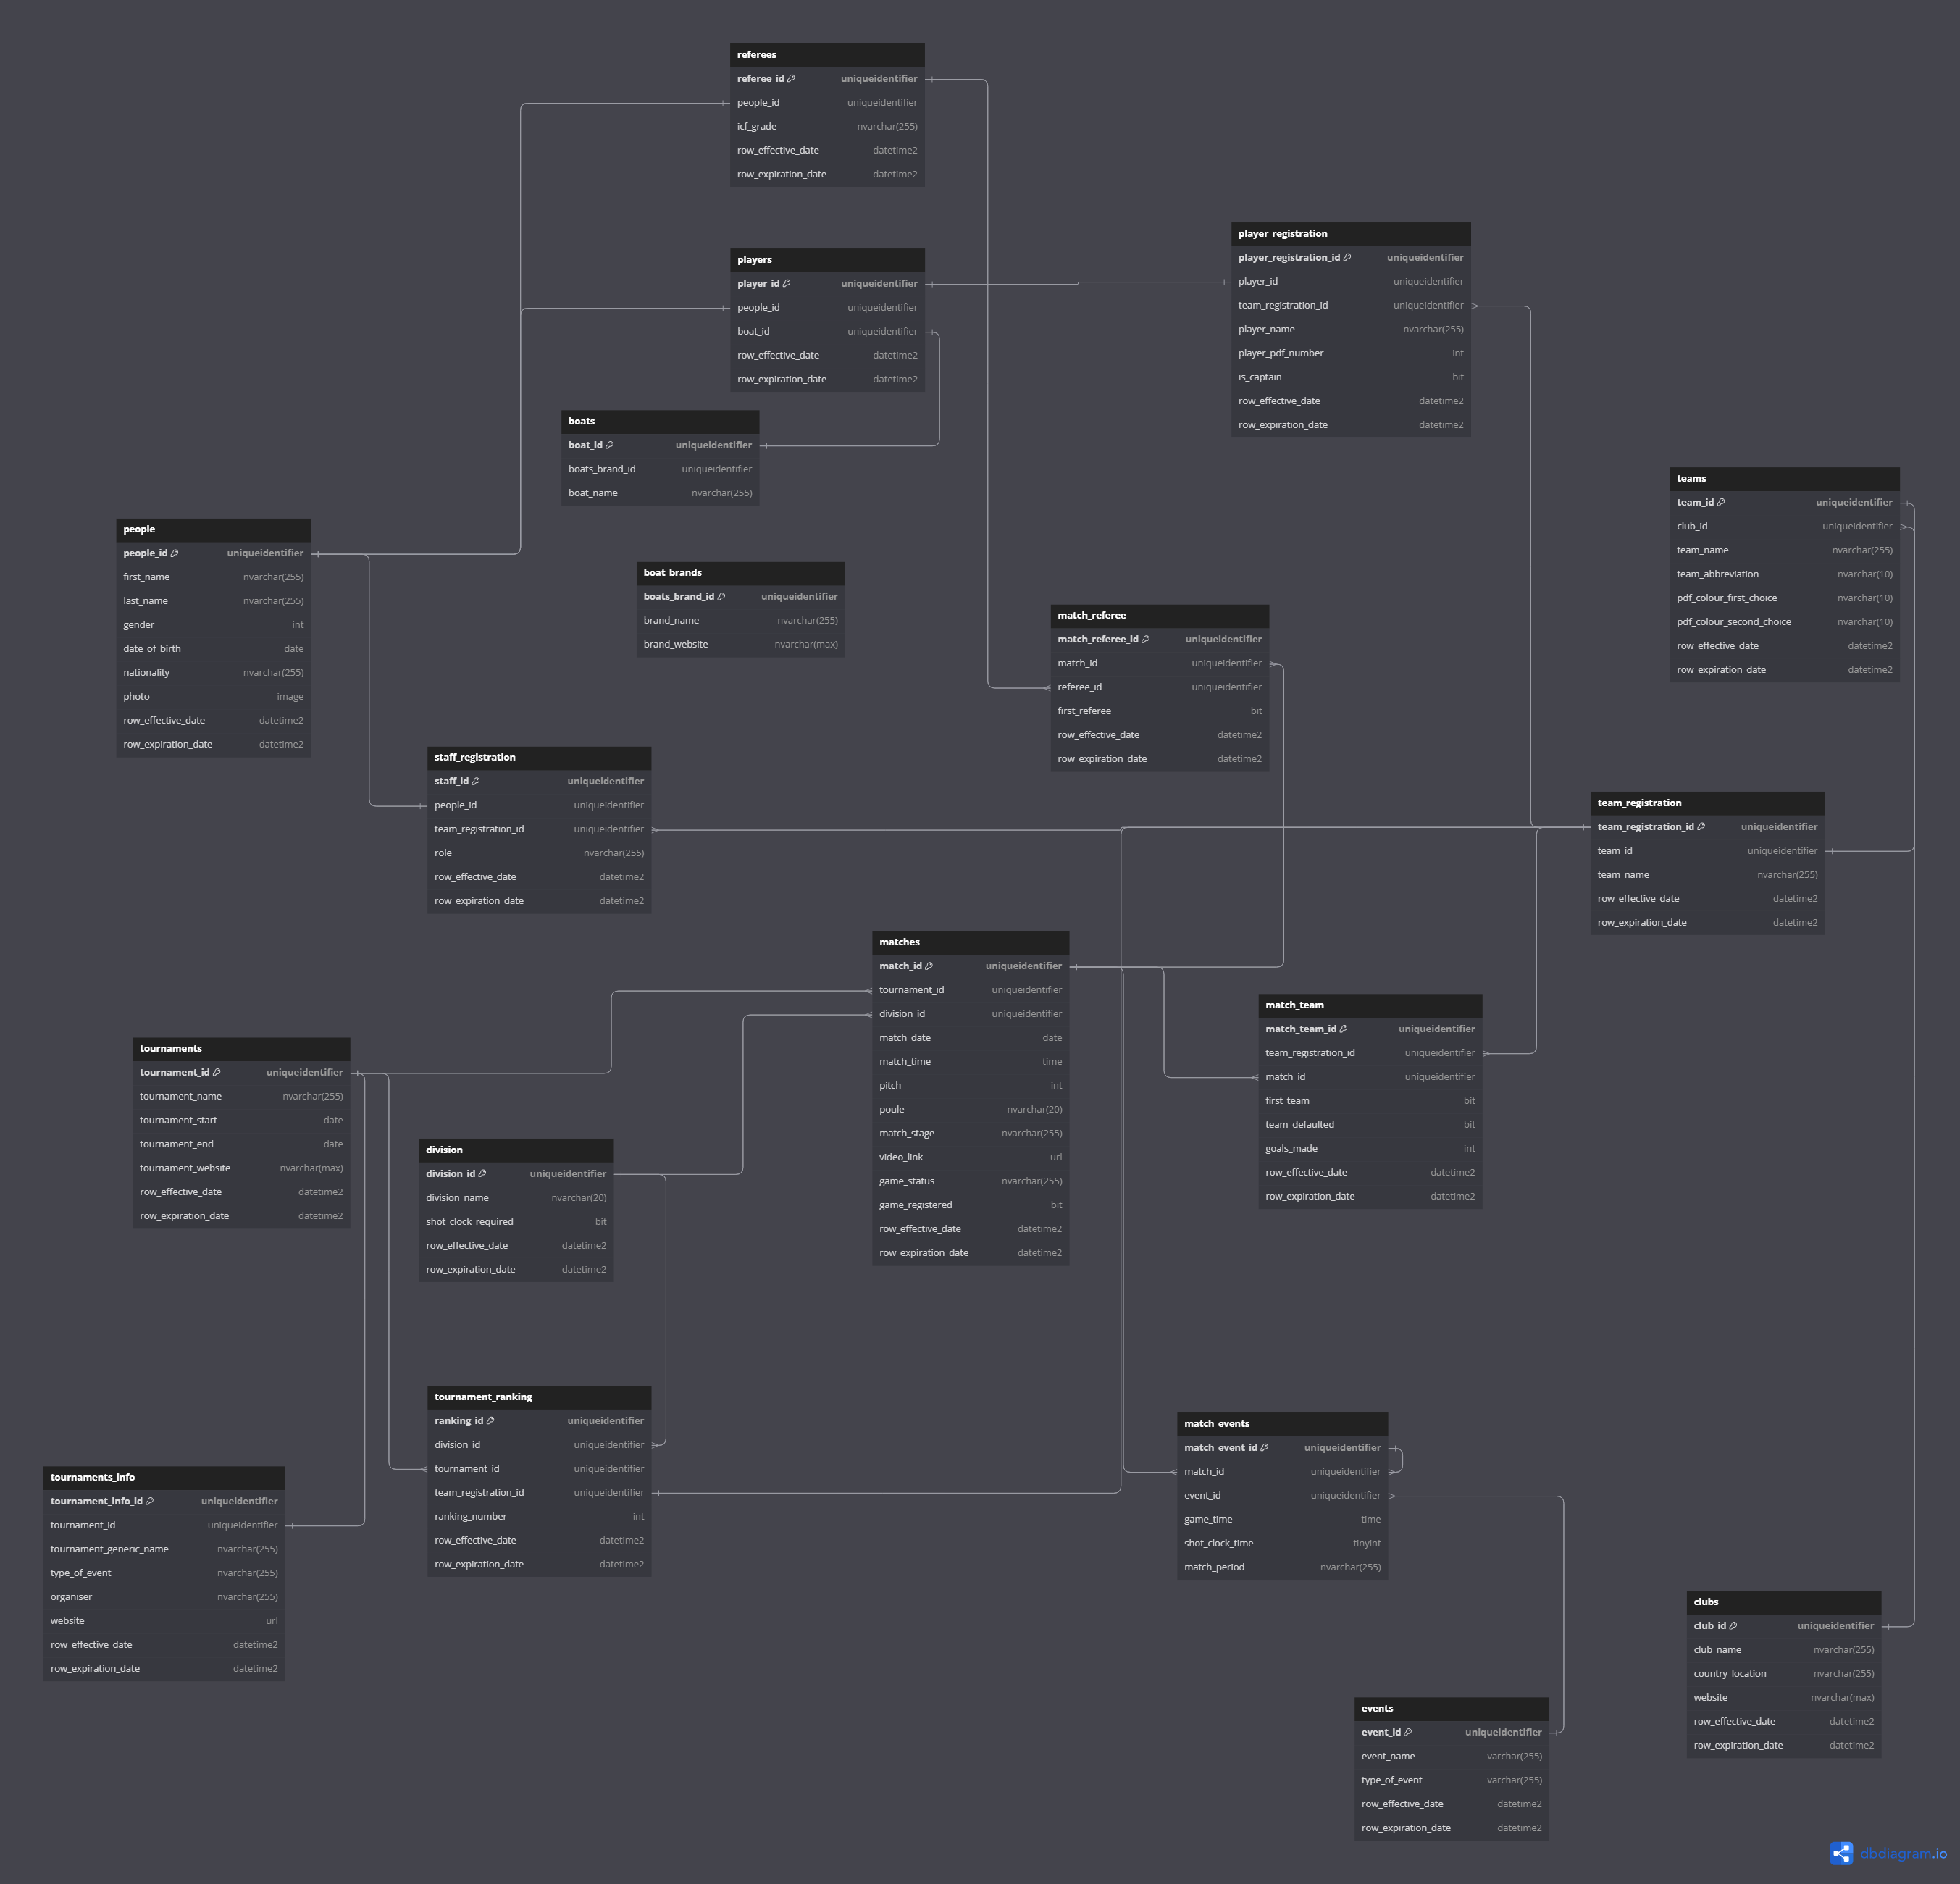 referees
referee_id uniqueidentifier
people_id uniqueidentifier
icf_grade nvarchar(255)
row_effective_date datetime2
row_expiration_date datetime2
player_registration
player_registration_id uniqueidentifier
player_id uniqueidentifier
team_registration_id uniqueidentifier
player_name nvarchar(255)
player_pdf_number int
is_captain bit
row_effective_date datetime2
row_expiration_date datetime2
players
player_id uniqueidentifier
people_id uniqueidentifier
boat_id uniqueidentifier
row_effective_date datetime2
row_expiration_date datetime2
boats
boat_id uniqueidentifier
boats_brand_id uniqueidentifier
boat_name nvarchar(255)
teams
team_id uniqueidentifier
club_id uniqueidentifier
team_name nvarchar(255)
team_abbreviation nvarchar(10)
pdf_colour_first_choice nvarchar(10)
pdf_colour_second_choice nvarchar(10)
row_effective_date datetime2
row_expiration_date datetime2
people
people_id uniqueidentifier
first_name nvarchar(255)
last_name nvarchar(255)
gender int
date_of_birth date
nationality nvarchar(255)
photo image
row_effective_date datetime2
row_expiration_date datetime2
boat_brands
boats_brand_id uniqueidentifier
brand_name nvarchar(255)
brand_website nvarchar(max)
match_referee
match_referee_id uniqueidentifier
match_id uniqueidentifier
referee_id uniqueidentifier
first_referee bit
row_effective_date datetime2
row_expiration_date datetime2
staff_registration
staff_id uniqueidentifier
people_id uniqueidentifier
team_registration_id uniqueidentifier
role nvarchar(255)
row_effective_date datetime2
row_expiration_date datetime2
team_registration
team_registration_id uniqueidentifier
team_id uniqueidentifier
team_name nvarchar(255)
row_effective_date datetime2
row_expiration_date datetime2
matches
match_id uniqueidentifier
tournament_id uniqueidentifier
division_id uniqueidentifier
match_date date
match_time time
pitch int
poule nvarchar(20)
match_stage nvarchar(255)
video_link url
game_status nvarchar(255)
game_registered bit
row_effective_date datetime2
row_expiration_date datetime2
match_team
match_team_id uniqueidentifier
team_registration_id uniqueidentifier
match_id uniqueidentifier
first_team bit
team_defaulted bit
goals_made int
row_effective_date datetime2
row_expiration_date datetime2
tournaments
tournament_id uniqueidentifier
tournament_name nvarchar(255)
tournament_start date
tournament_end date
tournament_website nvarchar(max)
row_effective_date datetime2
row_expiration_date datetime2
division
division_id uniqueidentifier
division_name nvarchar(20)
shot_clock_required bit
row_effective_date datetime2
row_expiration_date datetime2
tournament_ranking
ranking_id uniqueidentifier
division_id uniqueidentifier
tournament_id uniqueidentifier
team_registration_id uniqueidentifier
ranking_number int
row_effective_date datetime2
row_expiration_date datetime2
match_events
match_event_id uniqueidentifier
match_id uniqueidentifier
event_id uniqueidentifier
game_time time
shot_clock_time tinyint
match_period nvarchar(255)
tournaments_info
tournament_info_id uniqueidentifier
tournament_id uniqueidentifier
tournament_generic_name nvarchar(255)
type_of_event nvarchar(255)
organiser nvarchar(255)
website url
row_effective_date datetime2
row_expiration_date datetime2
clubs
club_id uniqueidentifier
club_name nvarchar(255)
country_location nvarchar(255)
website nvarchar(max)
row_effective_date datetime2
row_expiration_date datetime2
events
event_id uniqueidentifier
event_name varchar(255)
type_of_event varchar(255)
row_effective_date datetime2
row_expiration_date datetime2
dbdiagram.io